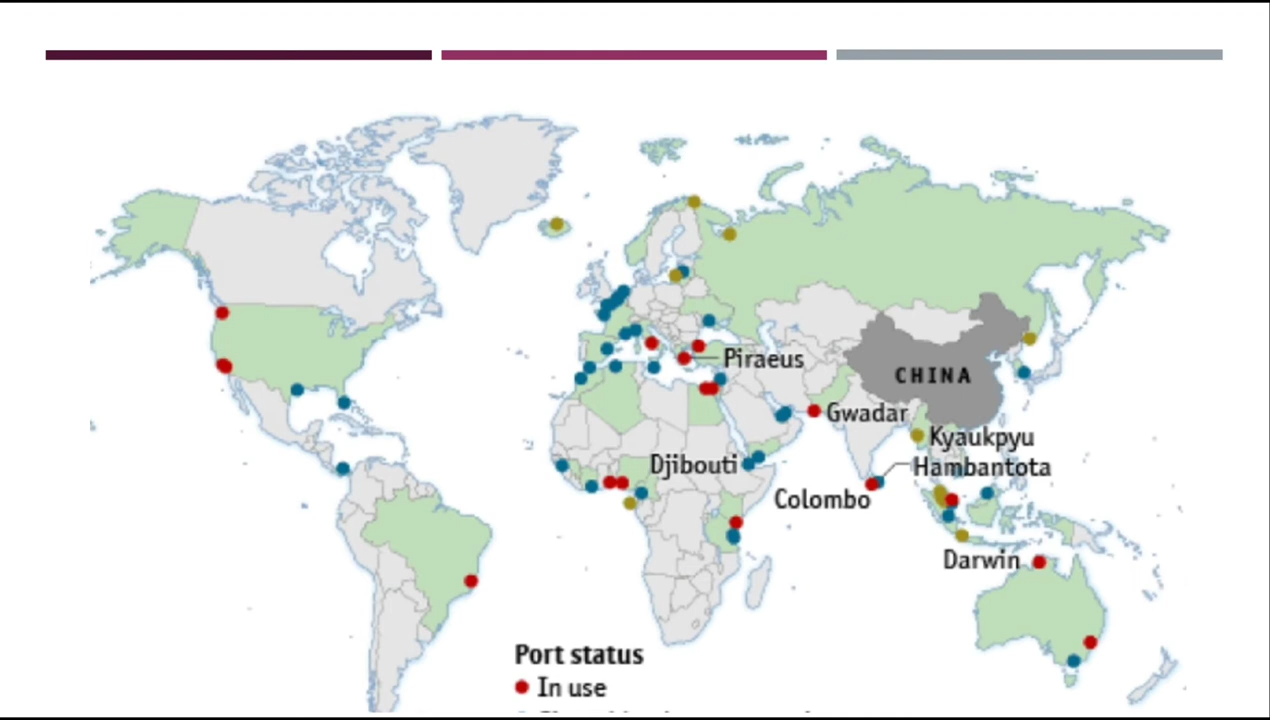 Piraeus
CHINA
Gwadar
Kyaukpyu
Djibouti
Hambantota
Colombo
Darwin
Port status
In use